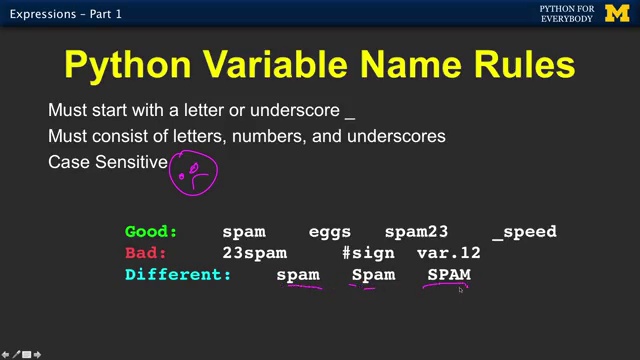 Expressions – Part 1
PYTHON FOR
EVERYBODY
M
Python Variable Name Rules
Must start with a letter or underscore _
Must consist of letters, numbers, and underscores
Case Sensitive
Good: spam eggs spam23 _speed
Bad: 23spam #sign var.12
Different: spam Spam SPAM